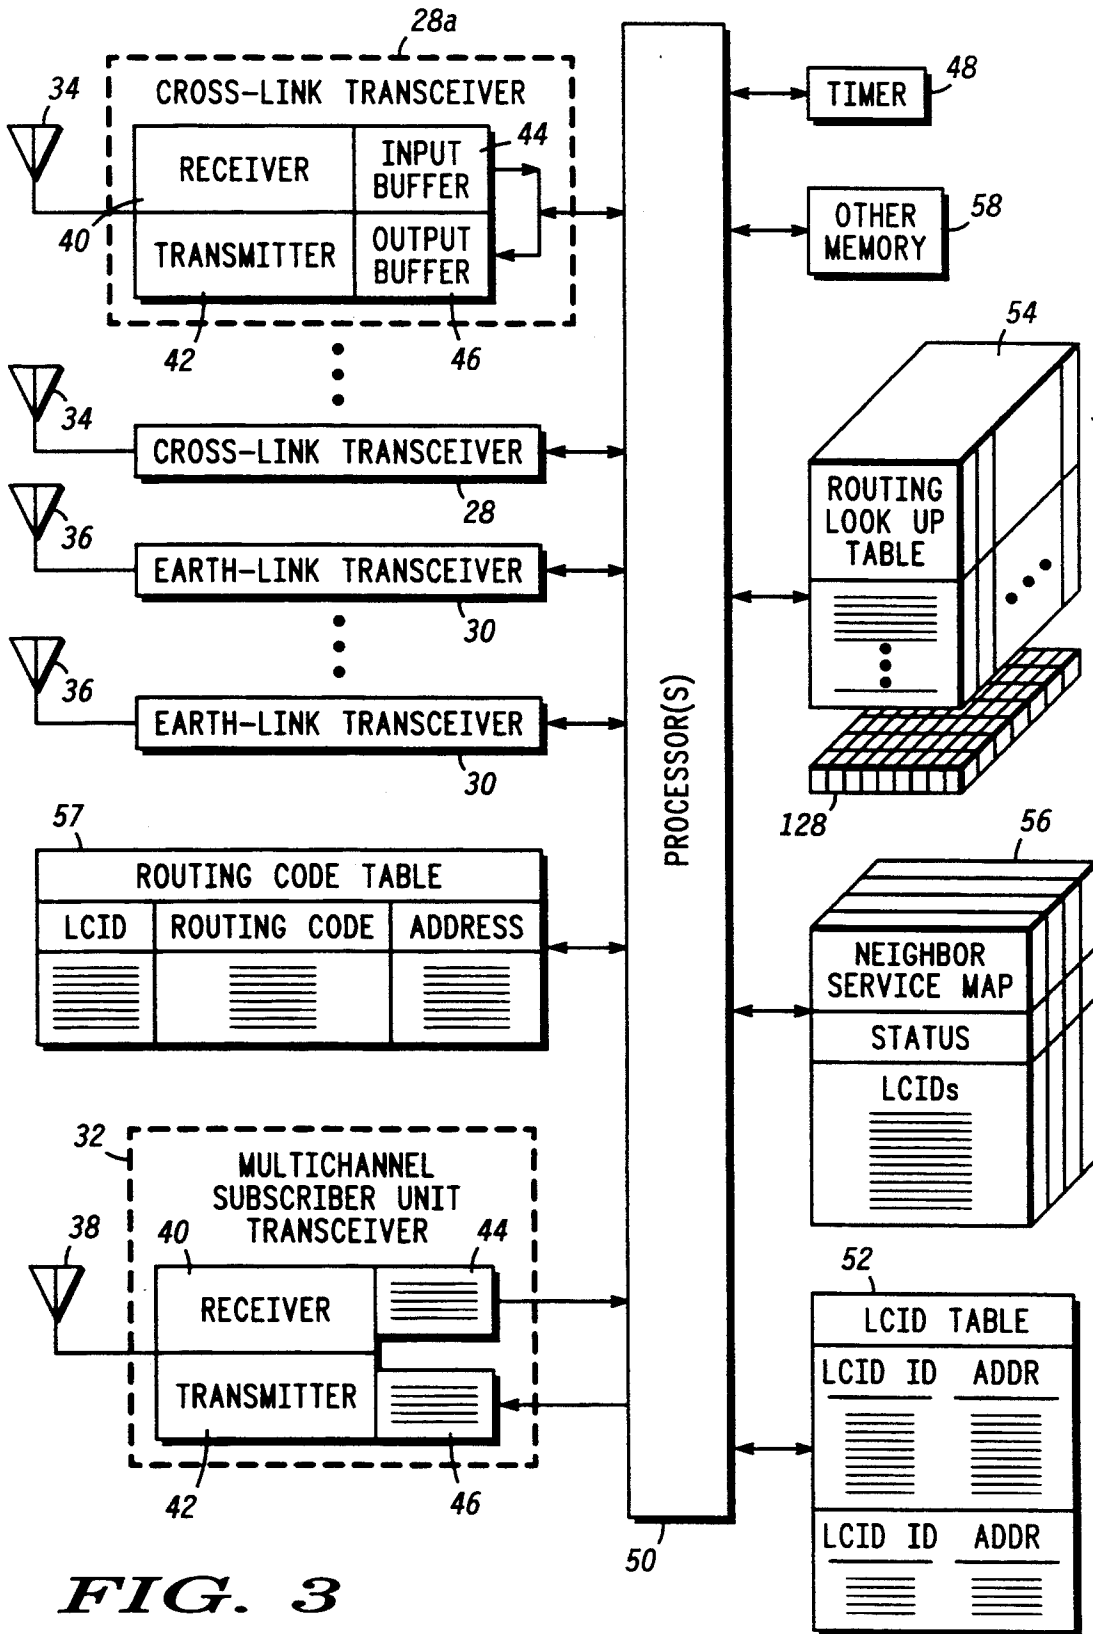 28a
34
CROSS-LINK TRANSCEIVER
RECEIVER
INPUT
BUFFER
44
40
TRANSMITTER
OUTPUT
BUFFER
42
46
34
CROSS-LINK TRANSCEIVER
28
36
EARTH-LINK TRANSCEIVER
30
36
EARTH-LINK TRANSCEIVER
30
57
ROUTING CODE TABLE
LCID
ROUTING CODE
ADDRESS
32
MULTICHANNEL
SUBSCRIBER UNIT
TRANSCEIVER
38
40
44
RECEIVER
TRANSMITTER
42
46
PROCESSOR(S)
50
TIMER
48
OTHER
MEMORY
58
54
ROUTING
LOOK UP
TABLE
128
56
NEIGHBOR
SERVICE MAP
STATUS
LCIDs
52
LCID TABLE
LCID ID
ADDR
LCID ID
ADDR
FIG. 3